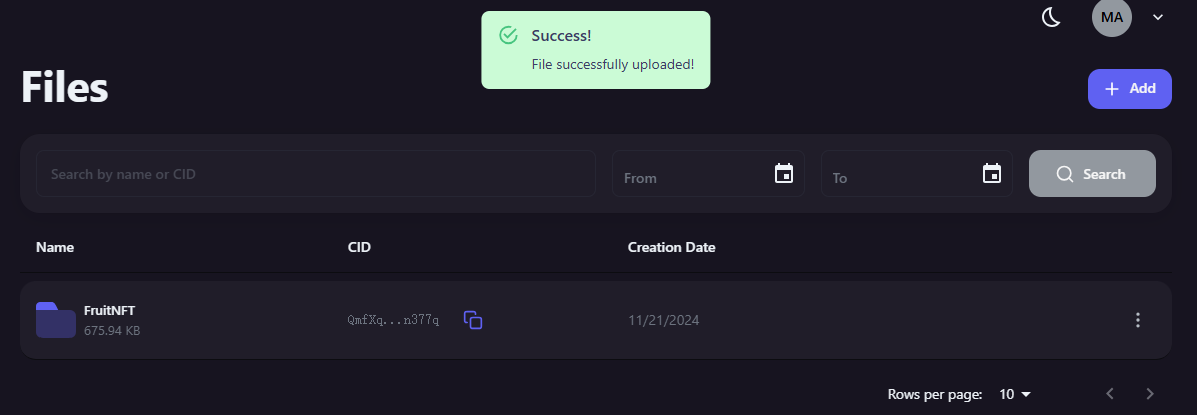 MA
Success!
File successfully uploaded!
Files
Add
Search by name or CID
From
To
Search
Name CID Creation Date
FruitNFT
675.94 KB
QmfXq...n377q
11/21/2024
Rows per page: 10